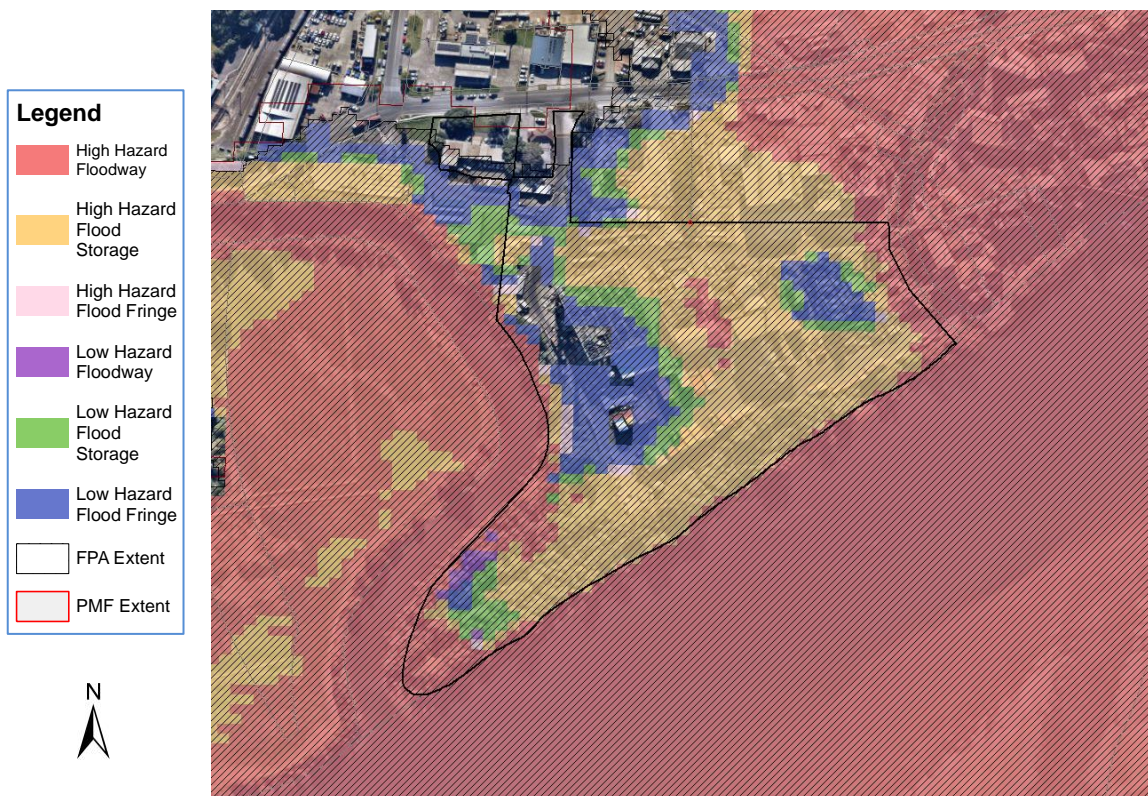 Legend
High Hazard
Floodway
High Hazard
Flood
Storage
High Hazard
Flood Fringe
Low Hazard
Floodway
Low Hazard
Flood
Storage
Low Hazard
Flood Fringe
FPA Extent
PMF Extent
N